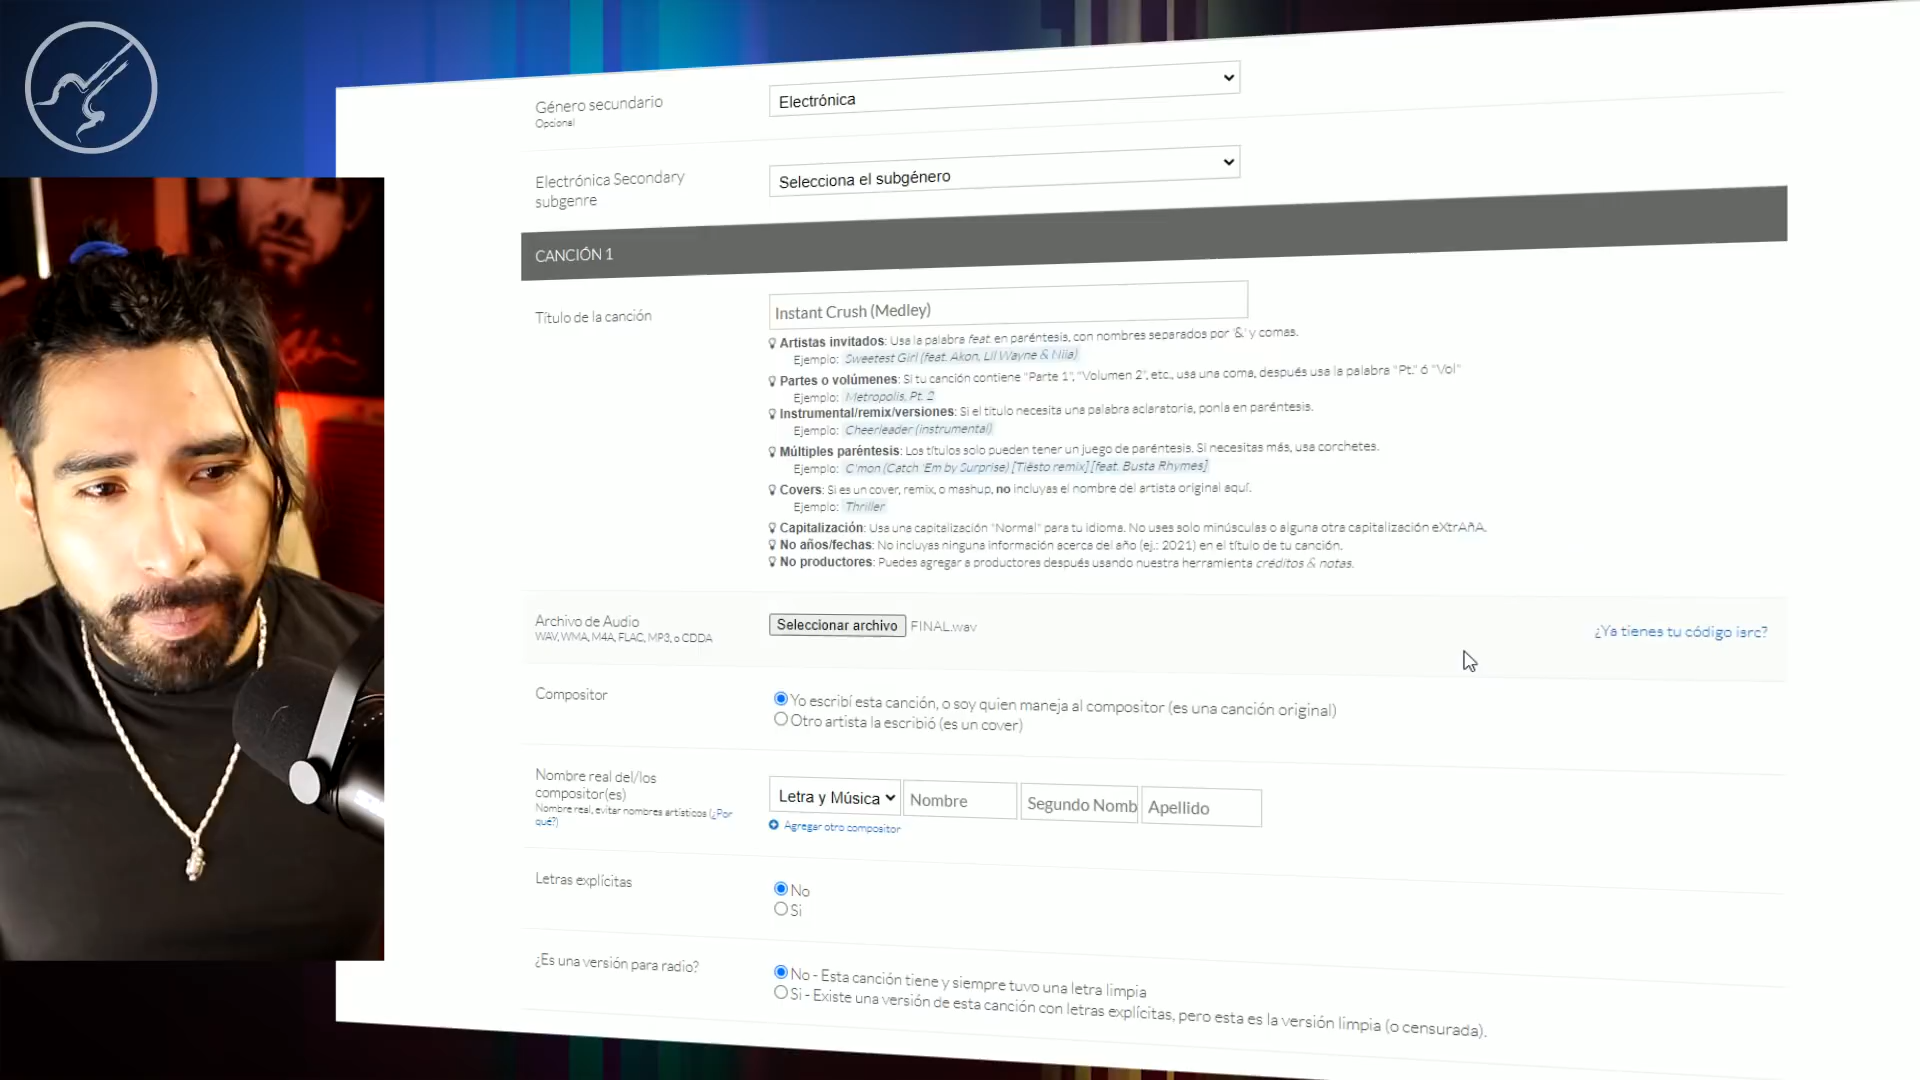 Género secundario
Opcional
Electrónica
Electrónica Secondary
subgenre
Selecciona el subgénero
CANCIÓN 1
Título de la canción
Instant Crush (Medley)
Artistas invitados: Usa la palabra feat. en paréntesis, con nombres separados por '&' y comas.
Ejemplo: Sweetest Girl (feat. Akon, Lil Wayne & Niia)
Partes o volúmenes: Si tu canción contiene "Parte 1", "Volumen 2", etc., usa una coma, después usa la palabra "Pt." ó "Vol"
Ejemplo: Metropolis, Pt. 2
Instrumental/remix/versiones: Si el título necesita una palabra aclaratoria, ponla en paréntesis.
Ejemplo: Cheerleader (instrumental)
Múltiples paréntesis: Los títulos solo pueden tener un juego de paréntesis. Si necesitas más, usa corchetes.
Ejemplo: C'mon (Catch 'Em by Surprise) [Tiësto remix] [feat. Busta Rhymes]
Covers: Si es un cover, remix, o mashup, no incluyas el nombre del artista original aquí.
Ejemplo: Thriller
Capitalización: Usa una capitalización "Normal" para tu idioma. No uses solo minúsculas o alguna otra capitalización eXtrAñA.
No años/fechas: No incluyas ninguna información acerca del año (ej.: 2021) en el título de tu canción.
No productores: Puedes agregar a productores después usando nuestra herramienta créditos & notas.
Archivo de Audio
WAV, WMA, M4A, FLAC, MP3, o CDDA
Seleccionar archivo FINAL.wav
¿Ya tienes tu código isrc?
Compositor
Yo escribí esta canción, o soy quien maneja al compositor (es una canción original)
Otro artista la escribió (es un cover)
Nombre real del/los
compositor(es)
Nombre real, evitar nombres artísticos (¿Por
qué?)
Letra y Música Nombre Segundo Nomb Apellido
Agregar otro compositor
Letras explícitas
No
Si
¿Es una versión para radio?
No - Esta canción tiene y siempre tuvo una letra limpia
Si - Existe una versión de esta canción con letras explícitas, pero esta es la versión limpia (o censurada).